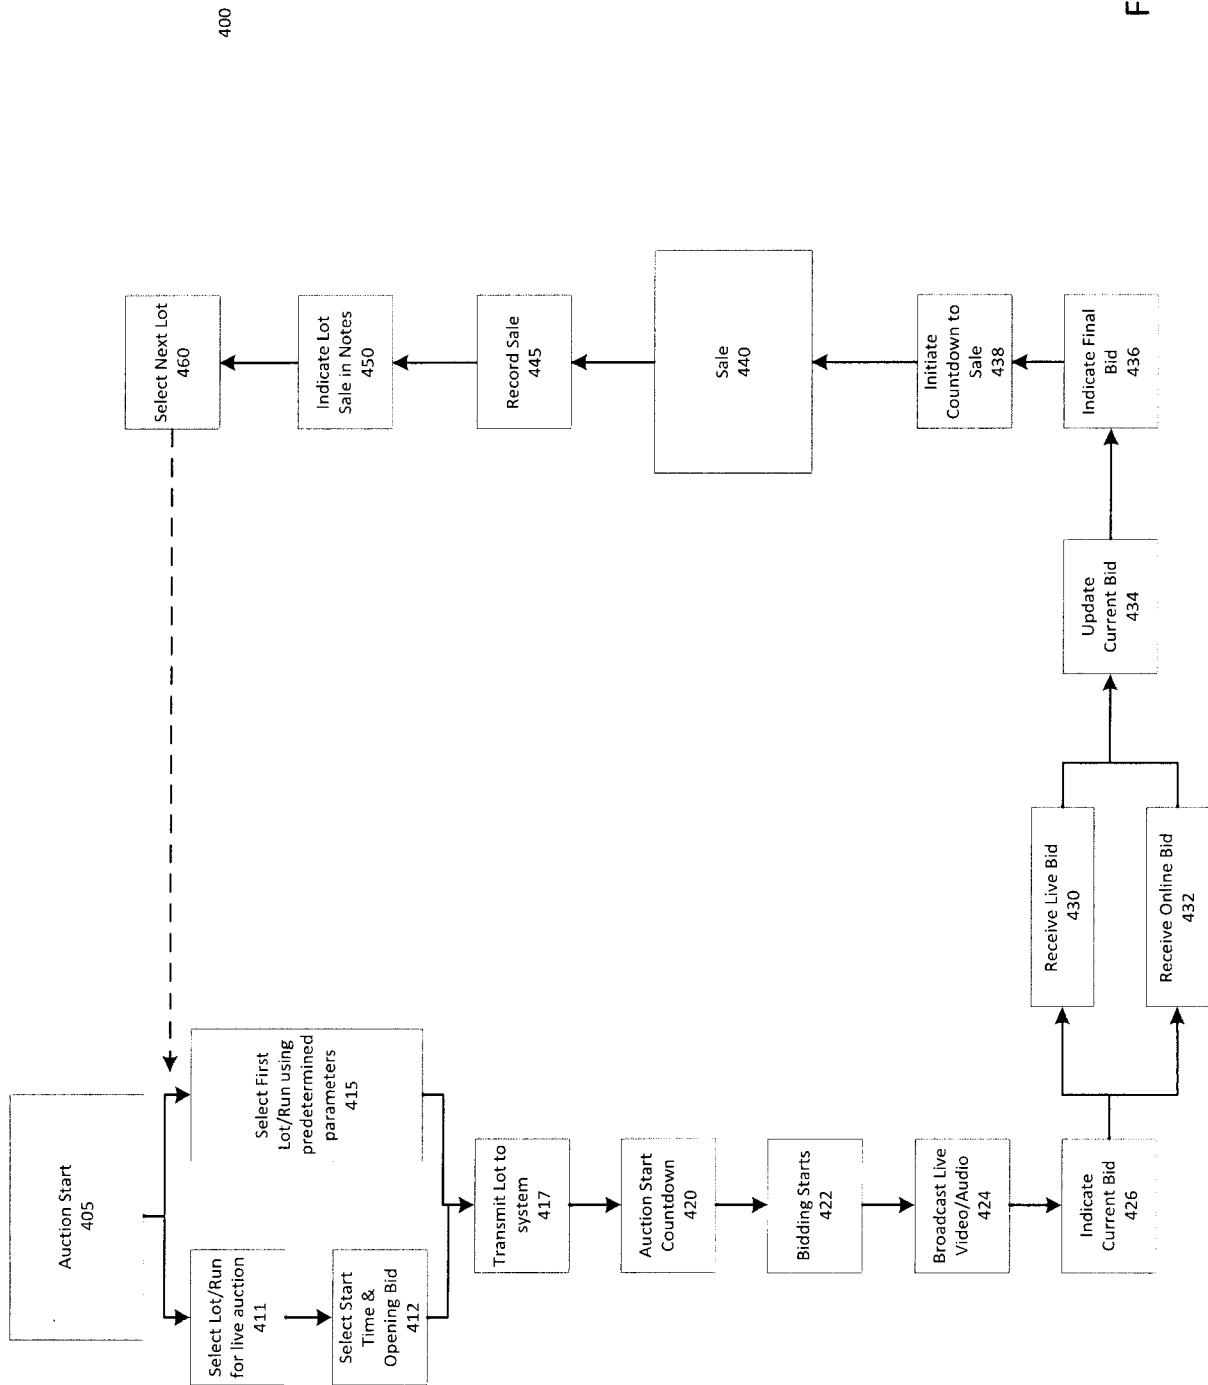 400
Auction Start
405
Select Lot/Run
for live auction
411
Select Start
Time &
Opening Bid
412
Select First
Lot/Run using
predetermined
parameters
415
Transmit Lot to
system
417
Auction Start
Countdown
420
Bidding Starts
422
Broadcast Live
Video/Audio
424
Indicate
Current Bid
426
Receive Live Bid
430
Receive Online Bid
432
Update
Current Bid
434
Indicate Final
Bid
436
Initiate
Countdown to
Sale
438
Sale
440
Record Sale
445
Indicate Lot
Sale in Notes
450
Select Next Lot
460
F